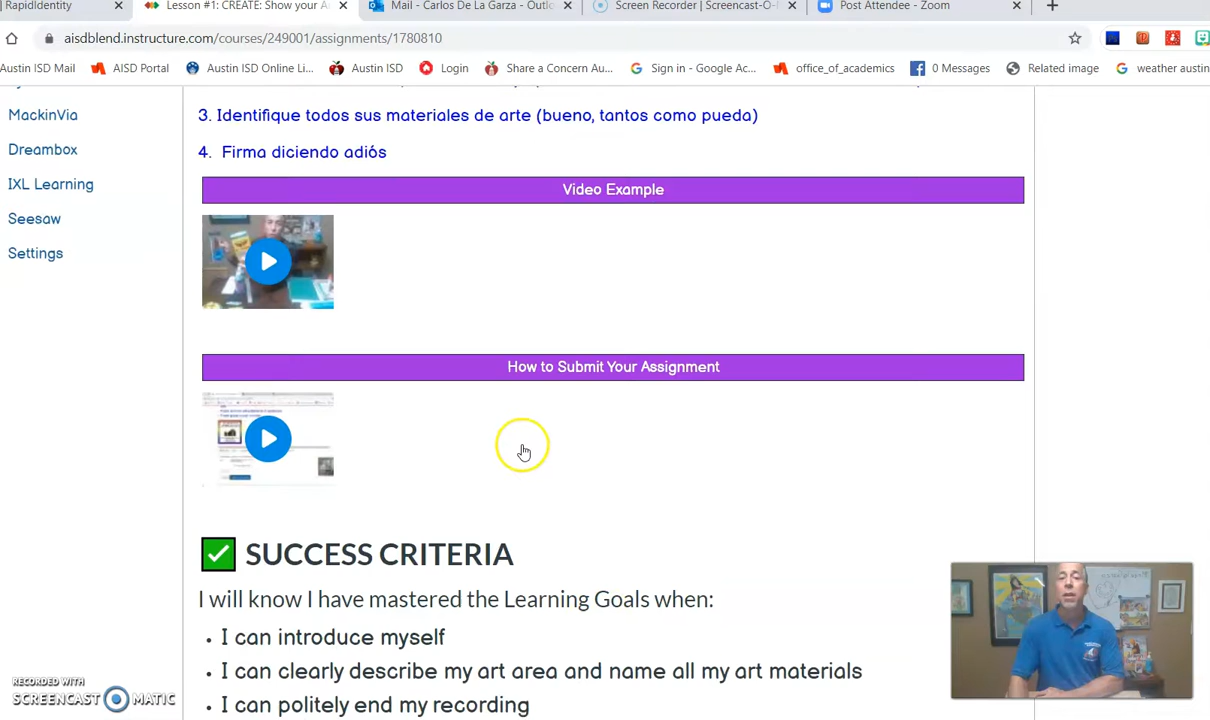 RapidIdentity
Lesson #1: CREATE: Show your A
Mail - Carlos De La Garza - Outlo
Screen Recorder | Screencast-O-
Post Attendee - Zoom
aisdblend.instructure.com/courses/249001/assignments/1780810
Austin ISD Mail
AISD Portal
Austin ISD Online Li...
Austin ISD
Login
Share a Concern Au...
Sign in - Google Ac...
office_of_academics
0 Messages
Related image
weather austin
MackinVia
Dreambox
IXL Learning
Seesaw
Settings
3. Identifique todos sus materiales de arte (bueno, tantos como pueda)
4. Firma diciendo adiós
Video Example
How to Submit Your Assignment
SUCCESS CRITERIA
I will know I have mastered the Learning Goals when:
• I can introduce myself
• I can clearly describe my art area and name all my art materials
• I can politely end my recording
RECORDED WITH
SCREENCAST MATIC